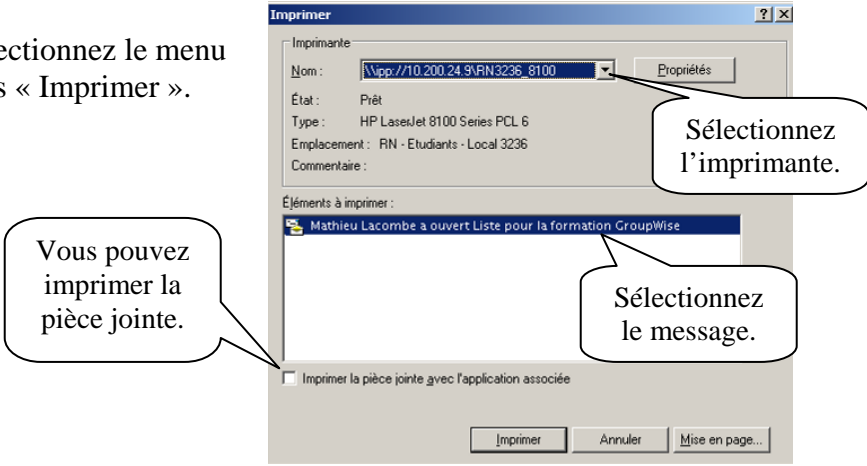 ectionnez le menu
s « Imprimer ».
Imprimer
Imprimante
Nom : \\ipp://10.200.24.9\RN3236_8100 Propriétés
État : Prêt
Type : HP LaserJet 8100 Series PCL 6
Emplacement : RN - Etudiants - Local 3236
Commentaire :
Sélectionnez
l’imprimante.
Éléments à imprimer :
Mathieu Lacombe a ouvert Liste pour la formation GroupWise
Vous pouvez
imprimer la
pièce jointe.
Sélectionnez
le message.
Imprimer la pièce jointe avec l'application associée
Imprimer Annuler Mise en page...